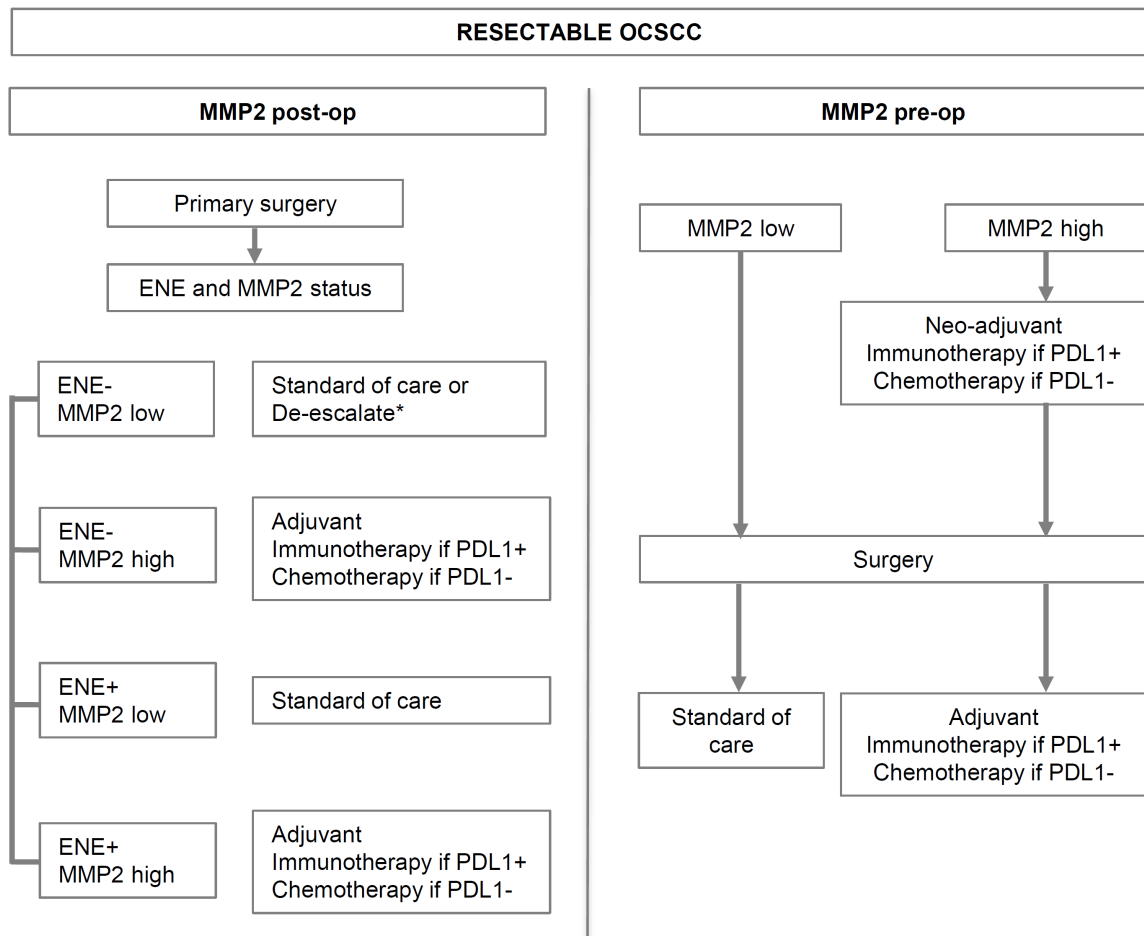 RESECTABLE OCSCC
MMP2 post-op
Primary surgery
ENE and MMP2 status
ENE-
MMP2 low
Standard of care or
De-escalate*
ENE-
MMP2 high
Adjuvant
Immunotherapy if PDL1+
Chemotherapy if PDL1-
ENE+
MMP2 low
Standard of care
ENE+
MMP2 high
Adjuvant
Immunotherapy if PDL1+
Chemotherapy if PDL1-
MMP2 pre-op
MMP2 low
MMP2 high
Neo-adjuvant
Immunotherapy if PDL1+
Chemotherapy if PDL1-
Surgery
Standard of
care
Adjuvant
Immunotherapy if PDL1+
Chemotherapy if PDL1-